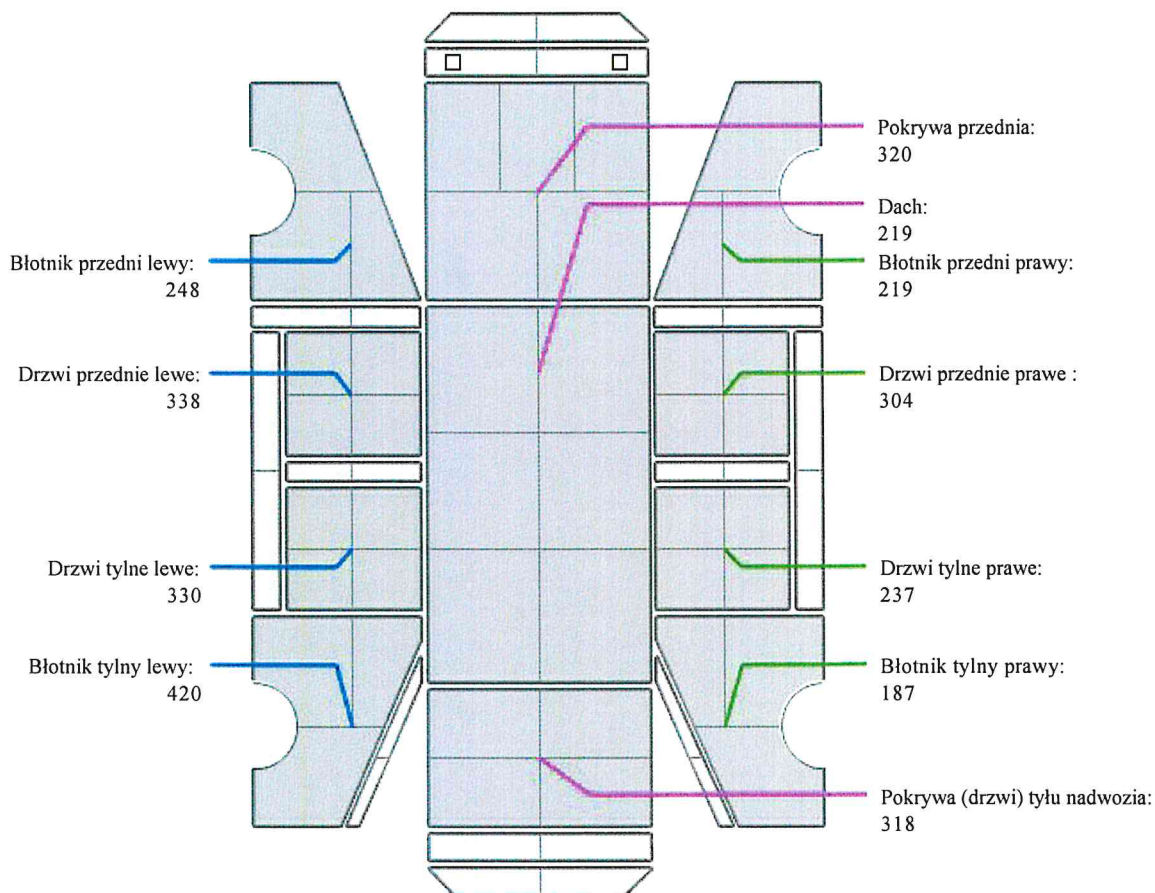 Pokrywa przednia:
320
Dach:
219
Błotnik przedni lewy:
248
Błotnik przedni prawy:
219
Drzwi przednie lewe:
338
Drzwi przednie prawe :
304
Drzwi tylne lewe:
330
Drzwi tylne prawe:
237
Błotnik tylny lewy:
420
Błotnik tylny prawy:
187
Pokrywa (drzwi) tyłu nadwozia:
318